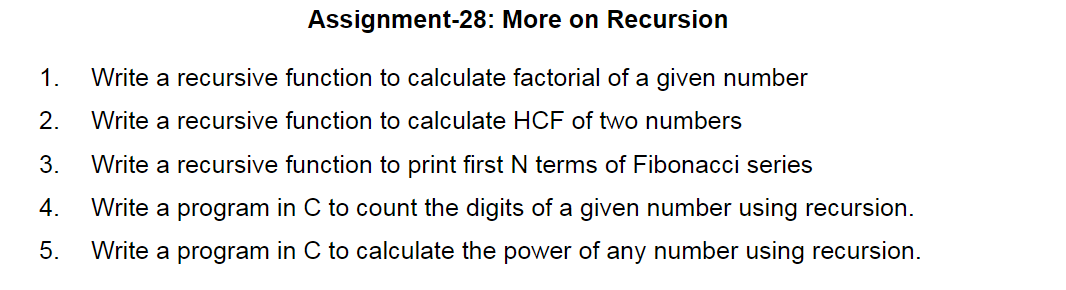 Assignment-28: More on Recursion
1. Write a recursive function to calculate factorial of a given number
2. Write a recursive function to calculate HCF of two numbers
3. Write a recursive function to print first N terms of Fibonacci series
4. Write a program in C to count the digits of a given number using recursion.
5. Write a program in C to calculate the power of any number using recursion.